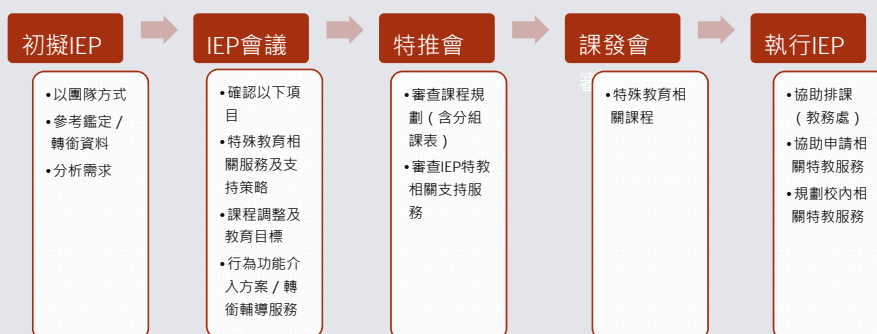 初擬IEP
IEP會議
特推會
課發會
審
執行IEP
•以團隊方式
•參考鑑定/
轉銜資料
•分析需求
•確認以下項
目
•特殊教育相
關服務及支
持策略
•課程調整及
教育目標
•行為功能介
入方案/轉
銜輔導服務
•審查課程規
劃(含分組
課表)
•審查IEP特教
相關支持服
務
•特殊教育相
關課程
•協助排課
(教務處)
•協助申請相
關特教服務
•規劃校內相
關特教服務